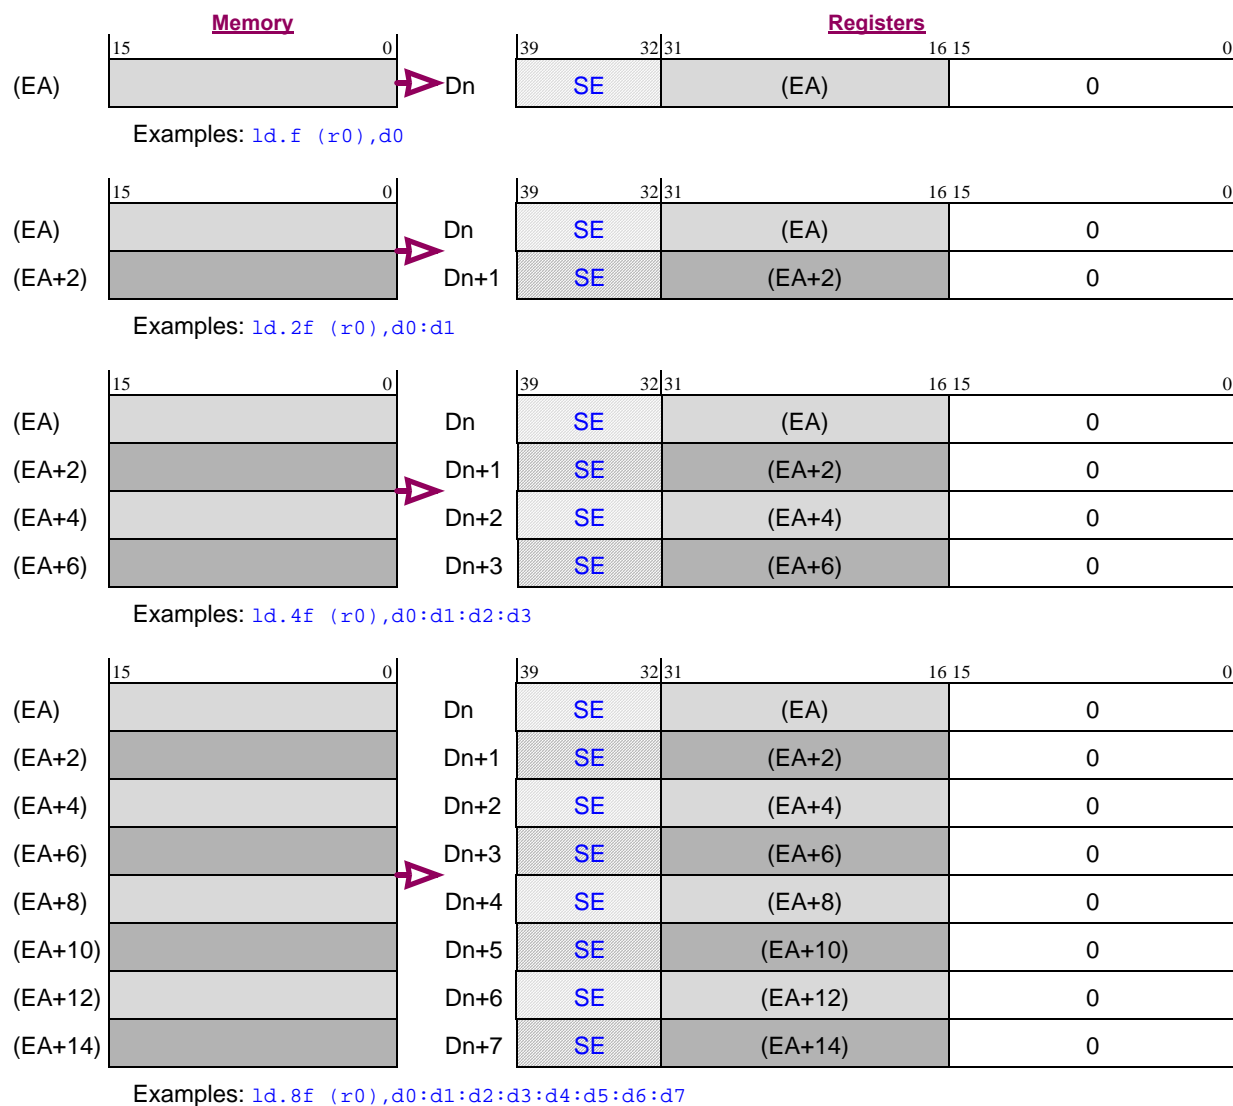 Memory Registers
15 0 39 32 31 16 15 0
(EA) Dn SE (EA) 0
Examples: ld.f (r0),d0
15 0 39 32 31 16 15 0
(EA) Dn SE (EA) 0
(EA+2) Dn+1 SE (EA+2) 0
Examples: ld.2f (r0),d0:d1
15 0 39 32 31 16 15 0
(EA) Dn SE (EA) 0
(EA+2) Dn+1 SE (EA+2) 0
(EA+4) Dn+2 SE (EA+4) 0
(EA+6) Dn+3 SE (EA+6) 0
Examples: ld.4f (r0),d0:d1:d2:d3
15 0 39 32 31 16 15 0
(EA) Dn SE (EA) 0
(EA+2) Dn+1 SE (EA+2) 0
(EA+4) Dn+2 SE (EA+4) 0
(EA+6) Dn+3 SE (EA+6) 0
(EA+8) Dn+4 SE (EA+8) 0
(EA+10) Dn+5 SE (EA+10) 0
(EA+12) Dn+6 SE (EA+12) 0
(EA+14) Dn+7 SE (EA+14) 0
Examples: ld.8f (r0),d0:d1:d2:d3:d4:d5:d6:d7